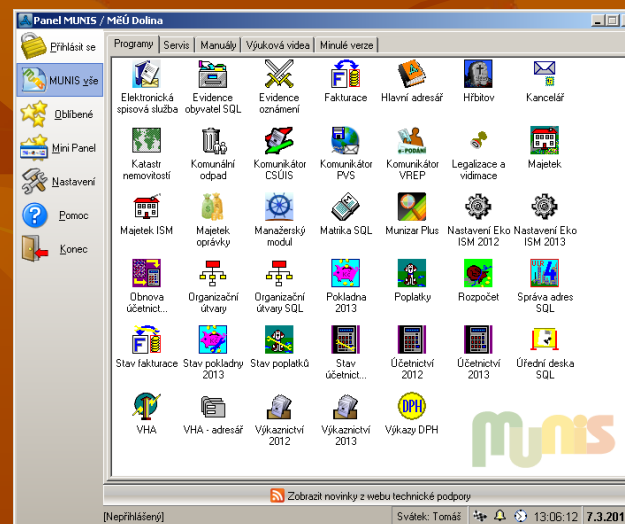 Panel MUNIS / MěÚ Dolina
Přihlásit se
MUNIS vše
Oblíbené
Mini Panel
Nastavení
Pomoc
Konec
Programy Servis Manuály Výuková videa Minulé verze
Elektronická
spisová služba
Evidence
obyvatel SQL
Evidence
oznámení
Fakturace
Hlavní adresář
Hřbitov
Kancelář
Katastr
nemovitostí
Komunální
odpad
Komunikátor
CSÚIS
Komunikátor
PVS
e-PODÁNÍ
Komunikátor
VREP
Legalizace a
vidimace
Majetek
Majetek ISM
Majetek
oprávky
Manažerský
modul
Matrika SQL
Munizar Plus
Nastavení Eko
ISM 2012
Nastavení Eko
ISM 2013
Obnova
účetnict...
Organizační
útvary
Organizační
útvary SQL
Pokladna
2013
Poplatky
Rozpočet
Správa adres
SQL
Stav fakturace
Stav pokladny
2013
Stav poplatků
Stav
účetnict...
Účetnictví
2012
Účetnictví
2013
Úřední deska
SQL
VHA
VHA - adresář
Výkaznictví
2012
Výkaznictví
2013
DPH
Výkazy DPH
munis
Zobrazit novinky z webu technické podpory
[Nepřihlášený]
Svátek: Tomáš
13:06:12
7.3.201